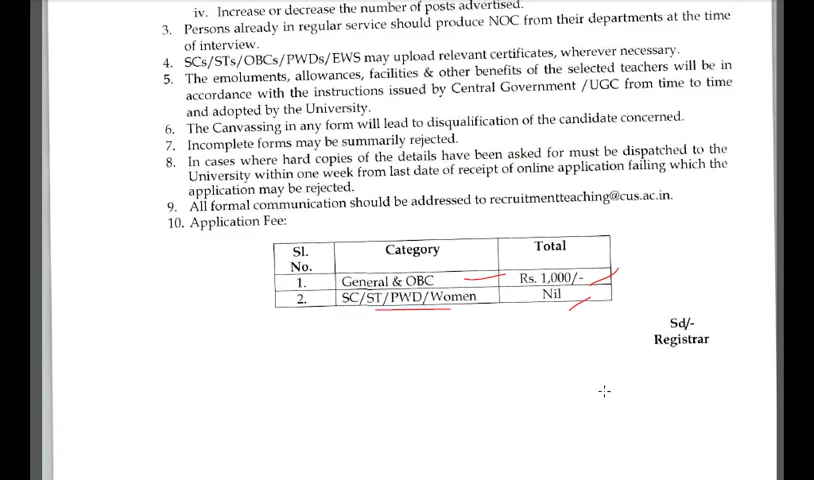 iv. Increase or decrease the number of posts advertised.
3. Persons already in regular service should produce NOC from their departments at the time
of interview.
4. SCs/STs/OBCs/PWDs/EWS may upload relevant certificates, wherever necessary.
5. The emoluments, allowances, facilities & other benefits of the selected teachers will be in
accordance with the instructions issued by Central Government /UGC from time to time
and adopted by the University.
6. The Canvassing in any form will lead to disqualification of the candidate concerned.
7. Incomplete forms may be summarily rejected.
8. In cases where hard copies of the details have been asked for must be dispatched to the
University within one week from last date of receipt of online application failing which the
application may be rejected.
9. All formal communication should be addressed to recruitmentteaching@cus.ac.in.
10. Application Fee:
Sl. No. Category Total
1. General & OBC Rs. 1,000/-
2. SC/ST/PWD/Women Nil
Sd/-
Registrar